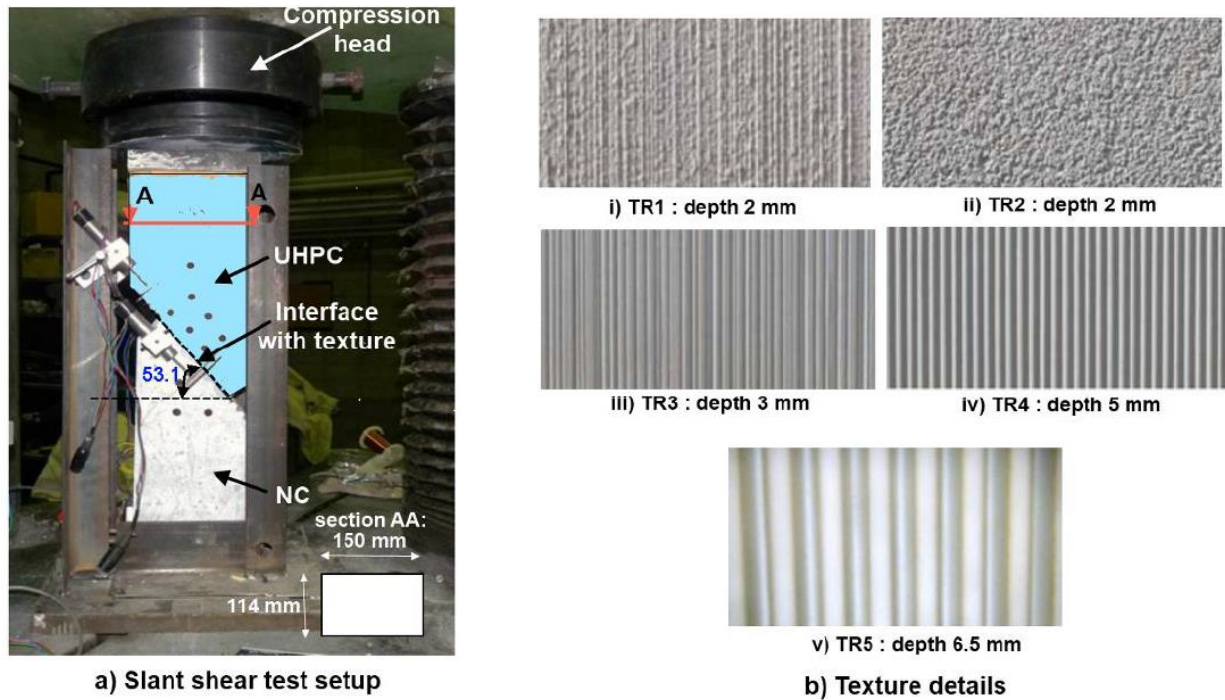 Compression
head
A
A
UHPC
Interface
with texture
53.1
NC
section AA:
150 mm
114 mm
a) Slant shear test setup
i) TR1 : depth 2 mm
ii) TR2 : depth 2 mm
iii) TR3 : depth 3 mm
iv) TR4 : depth 5 mm
v) TR5 : depth 6.5 mm
b) Texture details